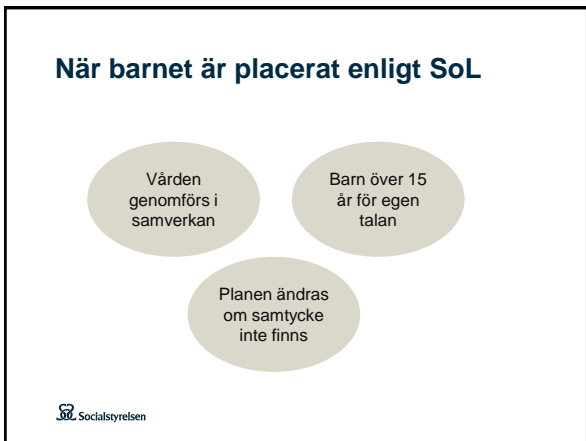 När barnet är placerat enligt SoL
Vården
genomförs i
samverkan
Barn över 15
år för egen
talan
Planen ändras
om samtycke
inte finns
Socialstyrelsen